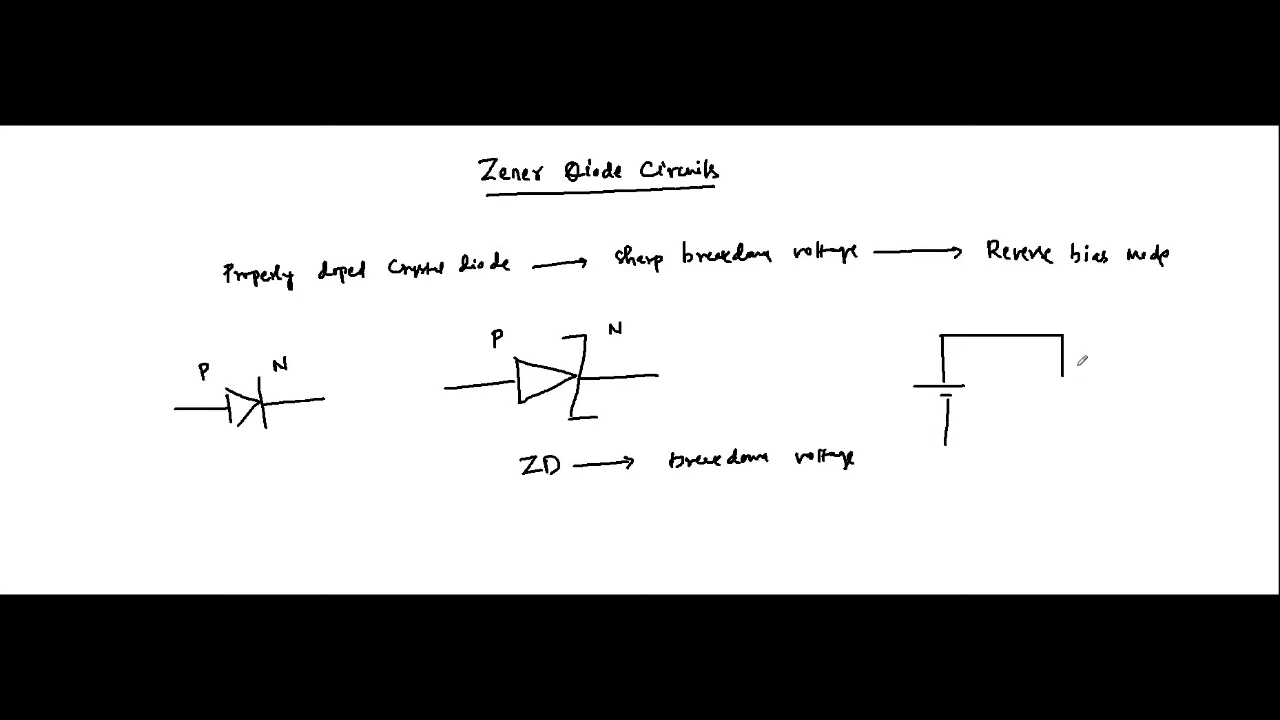 Zener Diode Circuits
Properly doped Crystal diode → Sharp breakdown voltage → Reverse bias mode
P N
P N
ZD → breakdown voltage